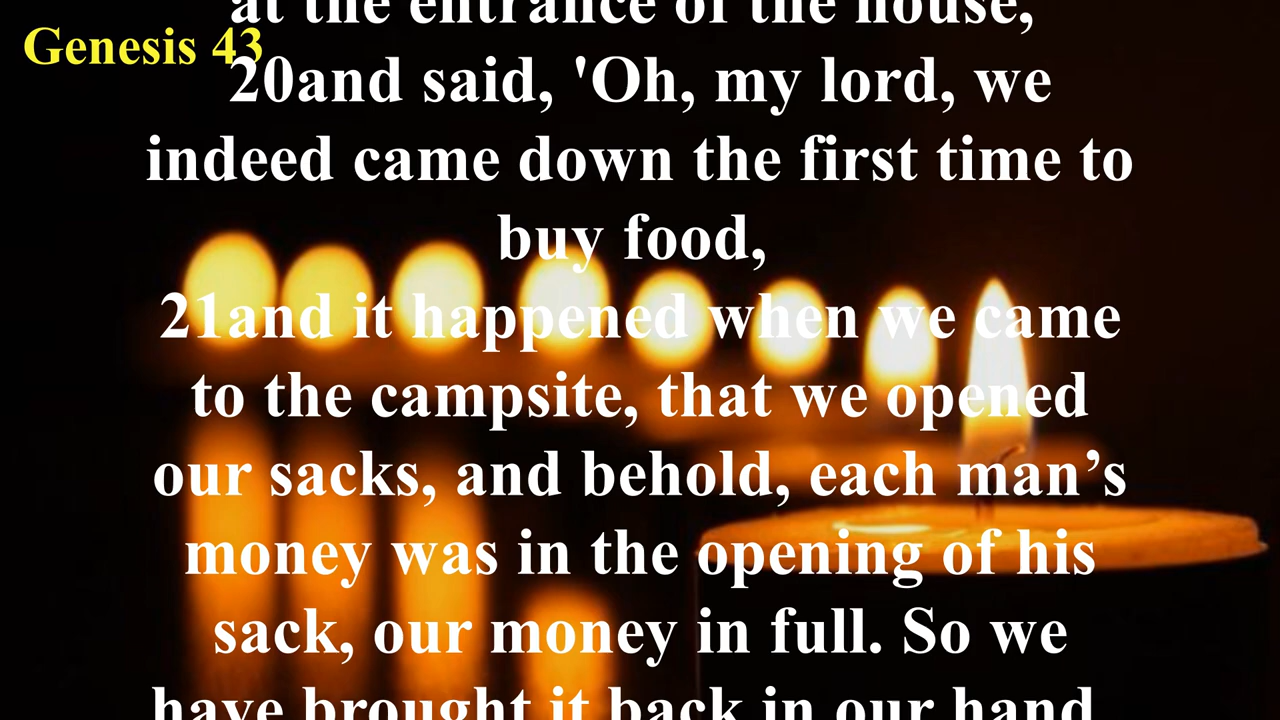 at the entrance of the house,
Genesis 43
20and said, 'Oh, my lord, we
indeed came down the first time to
buy food,
21and it happened when we came
to the campsite, that we opened
our sacks, and behold, each man’s
money was in the opening of his
sack, our money in full. So we
have brought it back in our hand